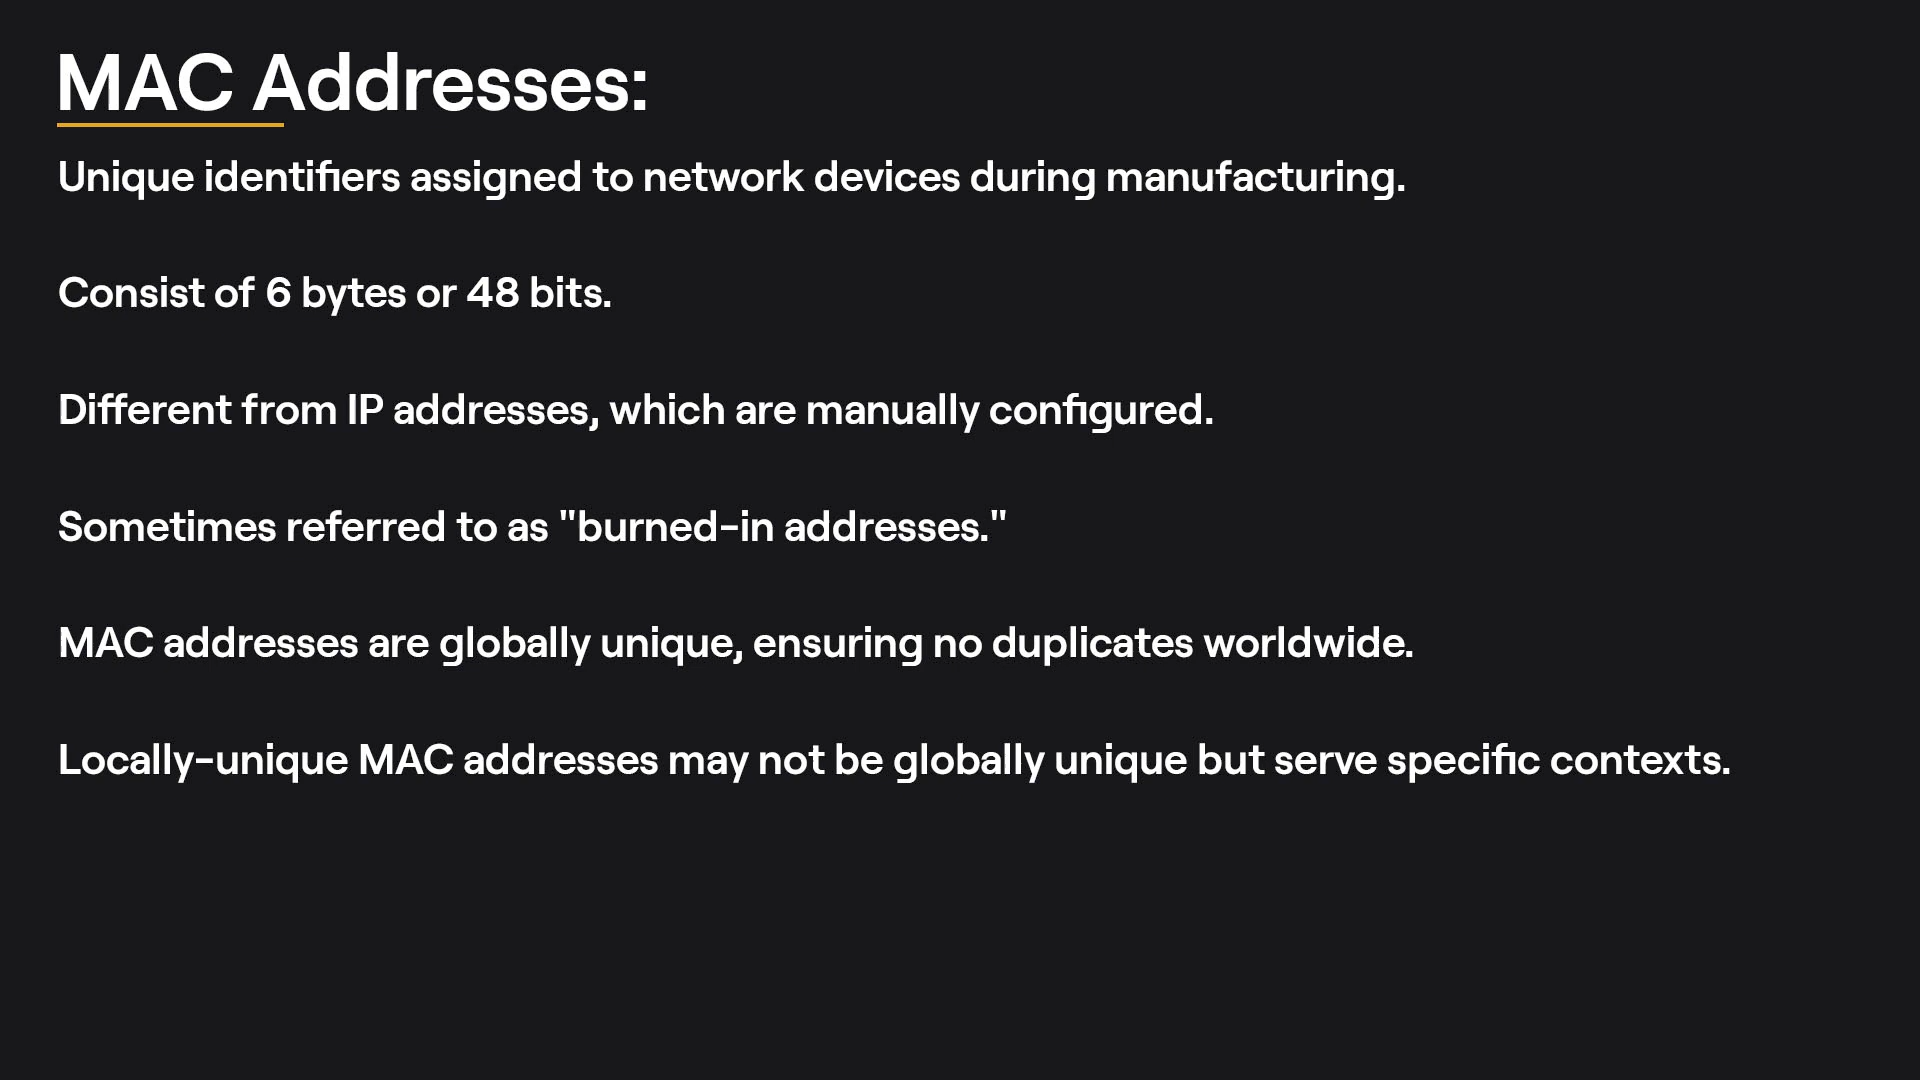 MAC Addresses:
Unique identifiers assigned to network devices during manufacturing.
Consist of 6 bytes or 48 bits.
Different from IP addresses, which are manually configured.
Sometimes referred to as "burned-in addresses."
MAC addresses are globally unique, ensuring no duplicates worldwide.
Locally-unique MAC addresses may not be globally unique but serve specific contexts.